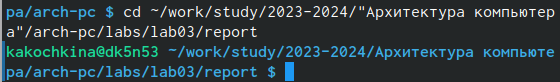 pa/arch-pc $ cd ~/work/study/2023-2024/"Архитектура компьютер
а"/arch-pc/labs/lab03/report
kakochkina@dk5n53 ~/work/study/2023-2024/Архитектура компьюте
ра/arch-pc/labs/lab03/report $